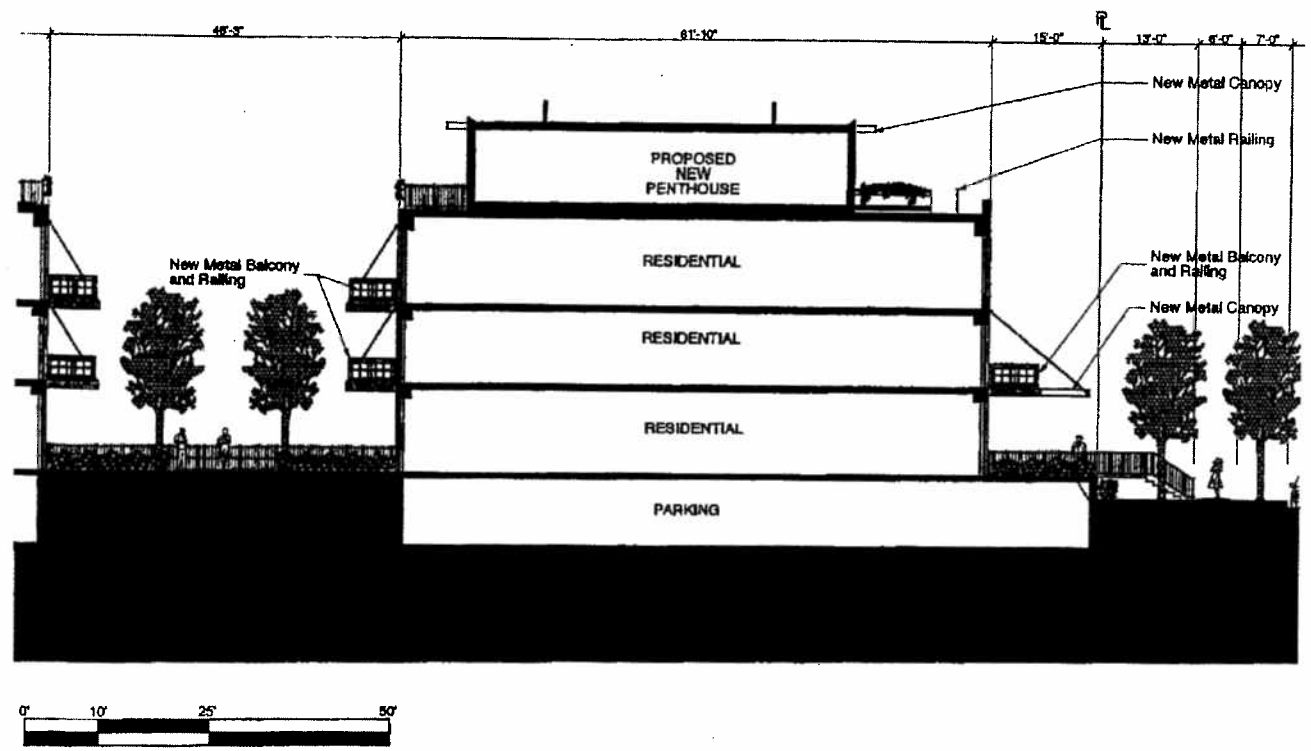 48'-3"
81'-10"
PL
15'-0"
13'-0"
6'-0"
7'-0"
New Metal Canopy
New Metal Railing
PROPOSED
NEW
PENTHOUSE
RESIDENTIAL
New Metal Balcony
and Railing
New Metal Balcony
and Railing
New Metal Canopy
RESIDENTIAL
RESIDENTIAL
PARKING
0'
10'
25'
50'